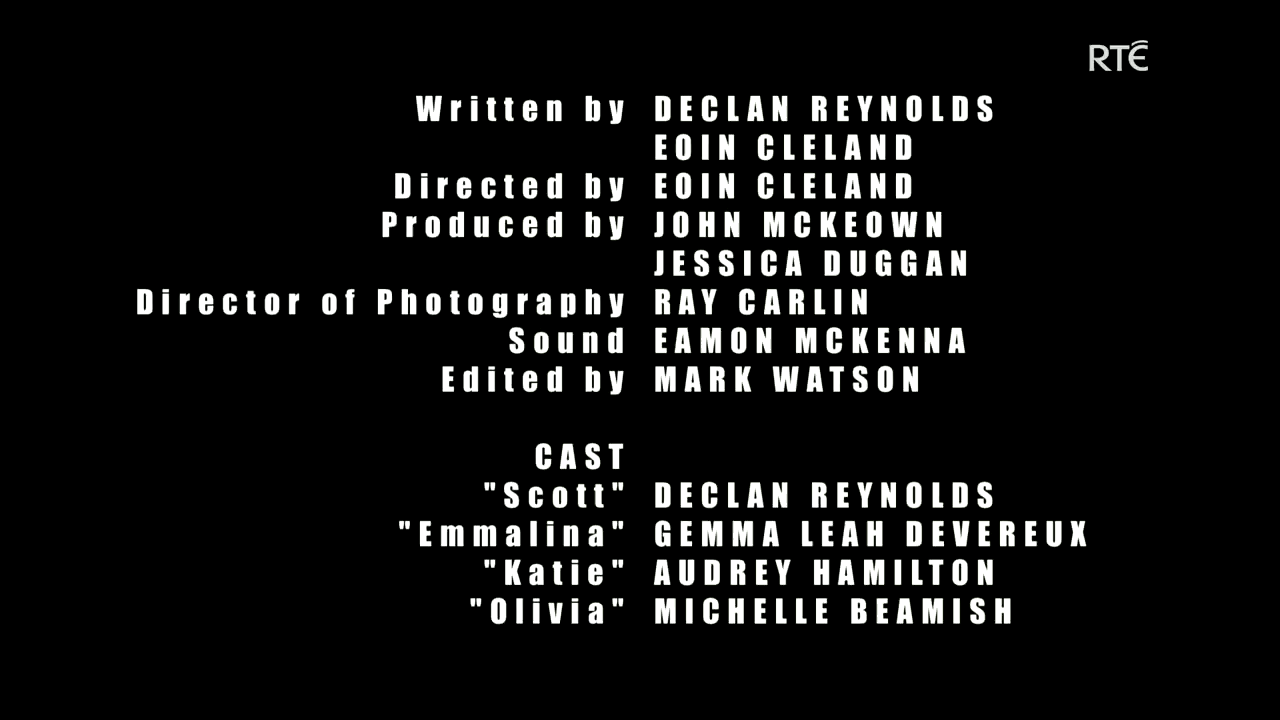 RTÉ
Written by DECLAN REYNOLDS
EOIN CLELAND
Directed by EOIN CLELAND
Produced by JOHN MCKEOWN
JESSICA DUGGAN
Director of Photography RAY CARLIN
Sound EAMON MCKENNA
Edited by MARK WATSON
CAST
"Scott" DECLAN REYNOLDS
"Emmalina" GEMMA LEAH DEVEREUX
"Katie" AUDREY HAMILTON
"Olivia" MICHELLE BEAMISH